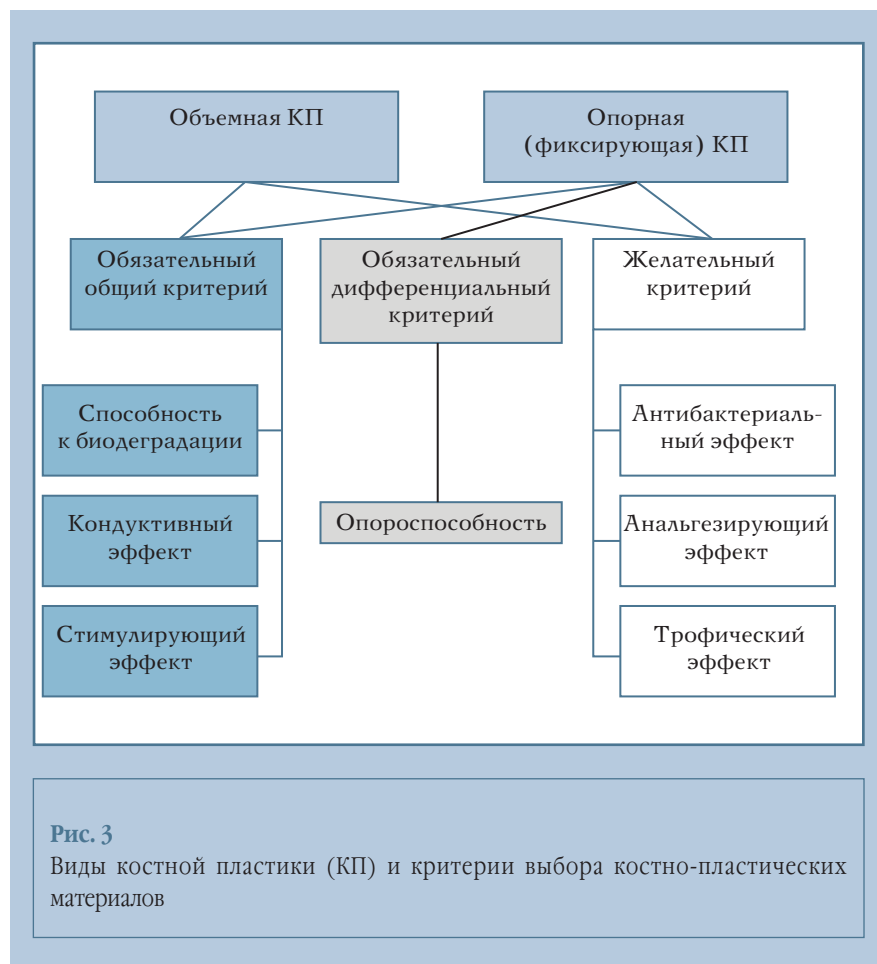 Объемная КП
Опорная
(фиксирующая) КП
Обязательный
общий критерий
Обязательный
дифференциальный
критерий
Желательный
критерий
Способность
к биодеградации
Кондуктивный
эффект
Стимулирующий
эффект
Опороспособность
Антибактериаль-
ный эффект
Анальгезирующий
эффект
Трофический
эффект
Рис. 3
Виды костной пластики (КП) и критерии выбора костно-пластических
материалов